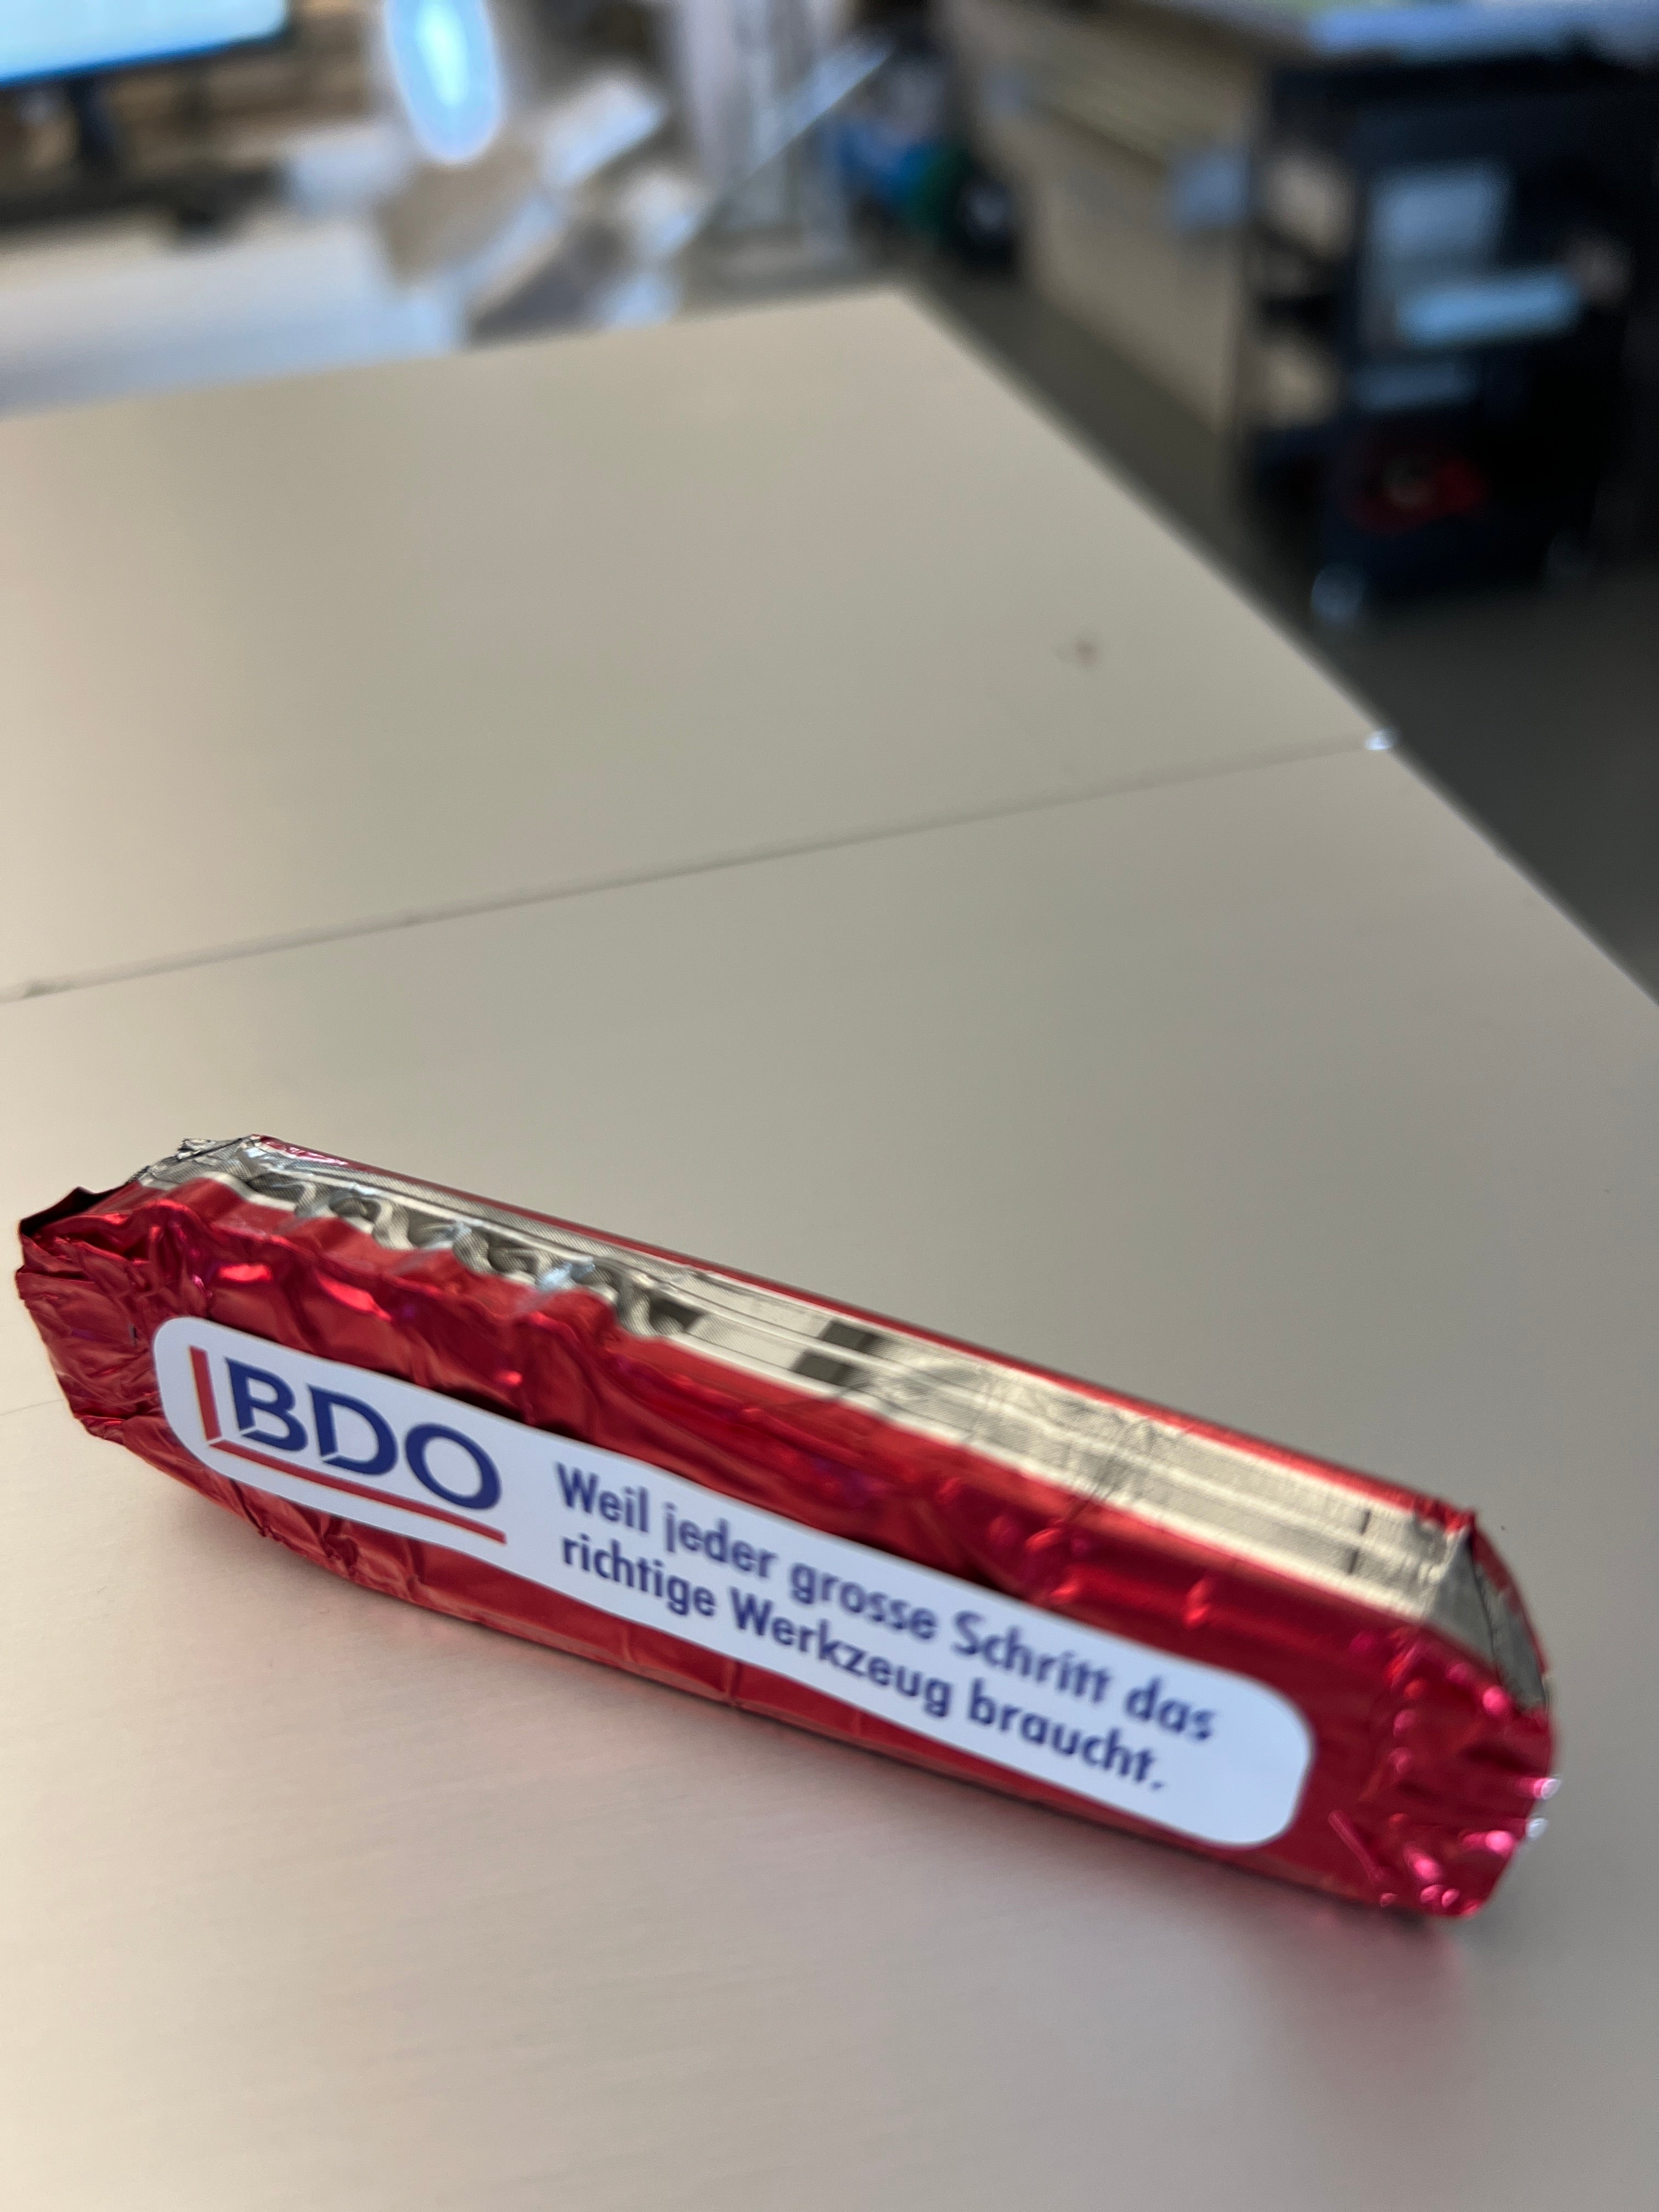 BDO
Weil jeder grosse Schritt das
richtige Werkzeug braucht.